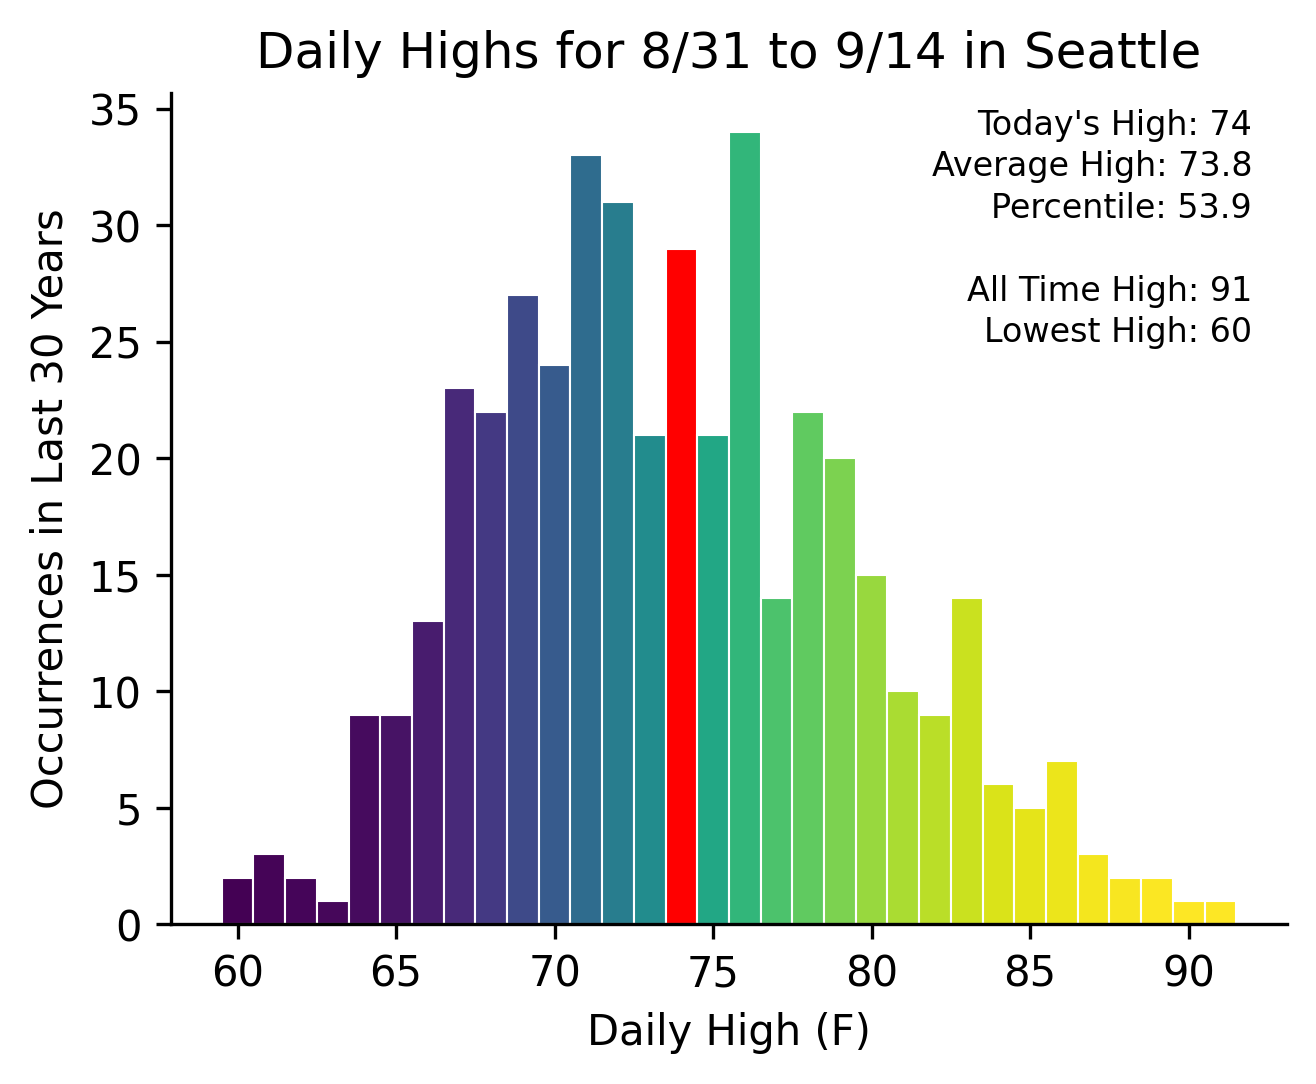 Daily Highs for 8/31 to 9/14 in Seattle
Today's High: 74
Average High: 73.8
Percentile: 53.9
All Time High: 91
Lowest High: 60
Occurrences in Last 30 Years
35
30
25
20
15
10
5
0
60 65 70 75 80 85 90
Daily High (F)